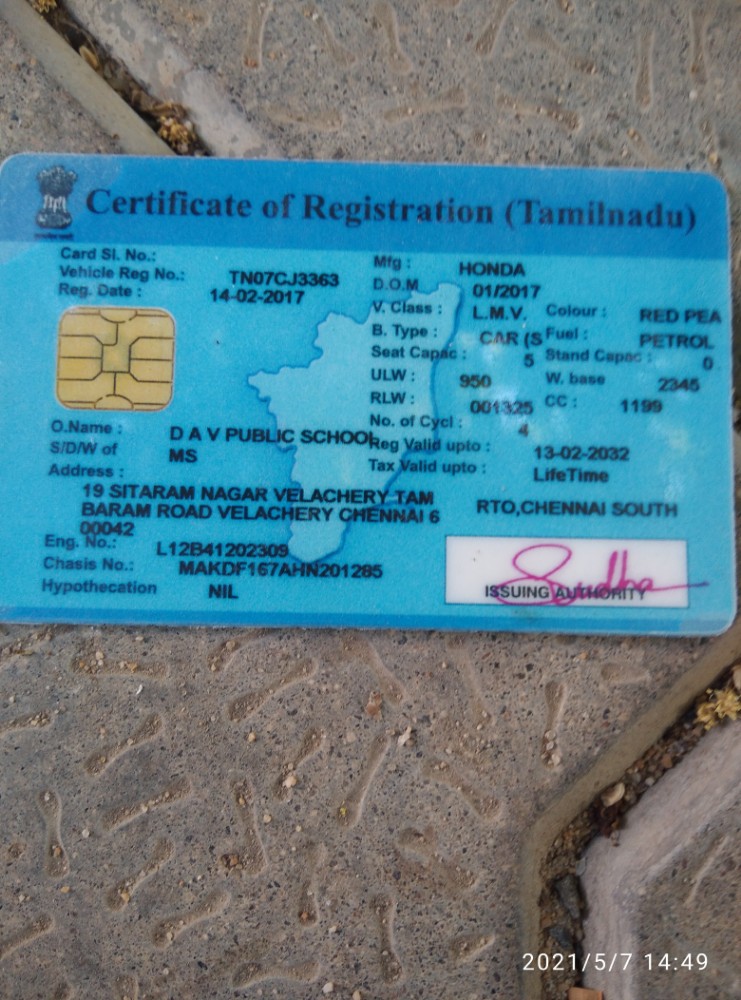 Certificate of Registration (Tamilnadu)
Card Sl. No.:
Vehicle Reg No.: TN07CJ3363
Reg. Date : 14-02-2017
Mfg : HONDA
D.O.M 01/2017
V. Class : L.M.V. Colour : RED PEA
B. Type : CAR (S Fuel : PETROL
Seat Capac : 5 Stand Capac : 0
ULW : 950 W. base 2345
RLW : 001325 CC : 1199
No. of Cycl : 4
O.Name : D A V PUBLIC SCHOOL
Reg Valid upto : 13-02-2032
S/D/W of MS
Tax Valid upto : LifeTime
Address :
19 SITARAM NAGAR VELACHERY TAM
BARAM ROAD VELACHERY CHENNAI 6
00042
RTO,CHENNAI SOUTH
Eng. No.: L12B41202309
Chasis No.: MAKDF167AHN201285
Hypothecation NIL
ISSUING AUTHORITY
2021/5/7 14:49